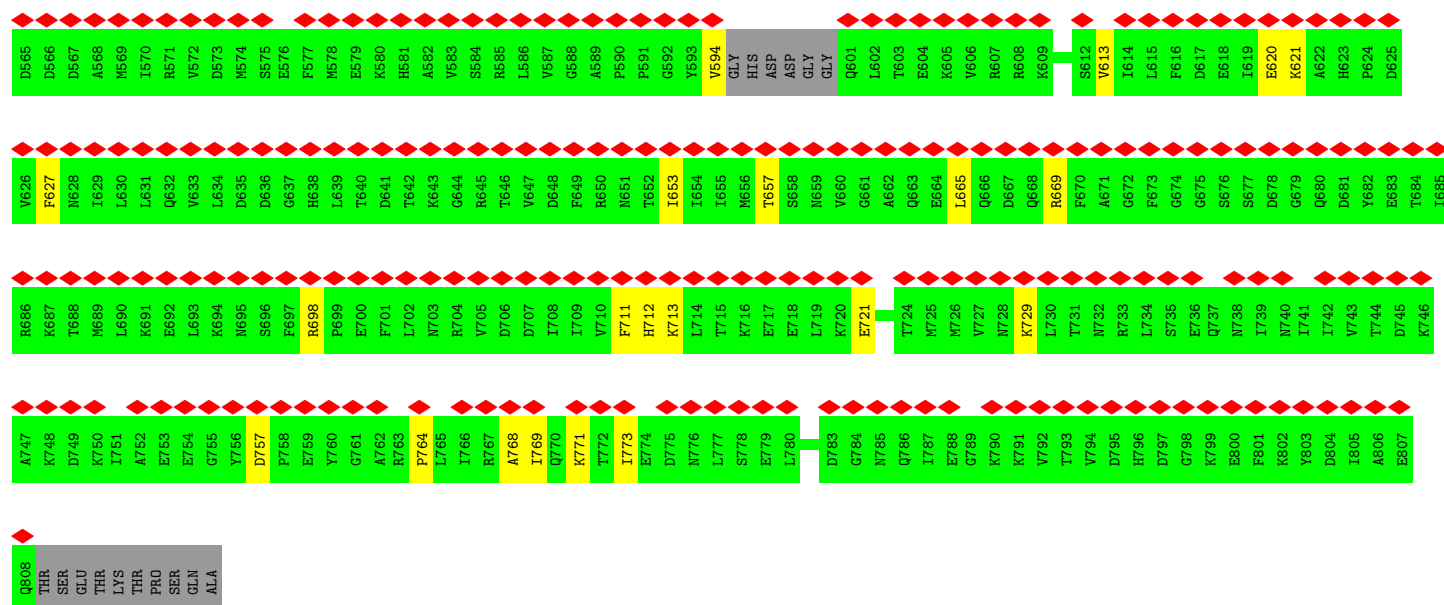 D565 D566 D567 A568 M569 I570 R571 V572 D573 M574 S575 E576 F577 M578 E579 K580 H581 A582 V583 S584 R585 L586 V587 G588 A589 P590 P591 G592 Y593 V594 GLY HIS ASP ASP GLY GLY Q601 L602 T603 E604 K605 V606 R607 R608 K609 S612 V613 I614 L615 F616 D617 E618 I619 E620 K621 A622 H623 P624 D625
V626 F627 N628 I629 L630 L631 Q632 V633 L634 D635 D636 G637 H638 L639 T640 D641 T642 K643 G644 R645 T646 V647 D648 F649 R650 N651 T652 I653 I654 I655 M656 T657 S658 N659 V660 G661 A662 Q663 E664 L665 Q666 D667 Q668 R669 F670 A671 G672 F673 G674 G675 S676 S677 D678 G679 Q680 D681 Y682 E683 T684 I685
R686 K687 T688 M689 L690 K691 E692 L693 K694 N695 S696 F697 R698 P699 E700 F701 L702 N703 R704 V705 D706 D707 I708 I709 V710 F711 H712 K713 L714 T715 K716 E717 E718 L719 K720 E721 T724 M725 M726 V727 N728 K729 L730 T731 N732 R733 L734 S735 E736 Q737 N738 I739 N740 I741 I742 V743 T744 D745 K746
A747 K748 D749 K750 I751 A752 E753 E754 G755 Y756 D757 P758 E759 Y760 G761 A762 R763 P764 L765 I766 R767 A768 I769 Q770 K771 T772 I773 E774 D775 N776 L777 S778 E779 L780 D783 G784 N785 Q786 I787 E788 G789 K790 K791 V792 T793 V794 D795 H796 D797 G798 K799 E800 F801 K802 Y803 D804 I805 A806 E807
Q808 THR SER GLU THR LYS THR PRO SER GLN ALA